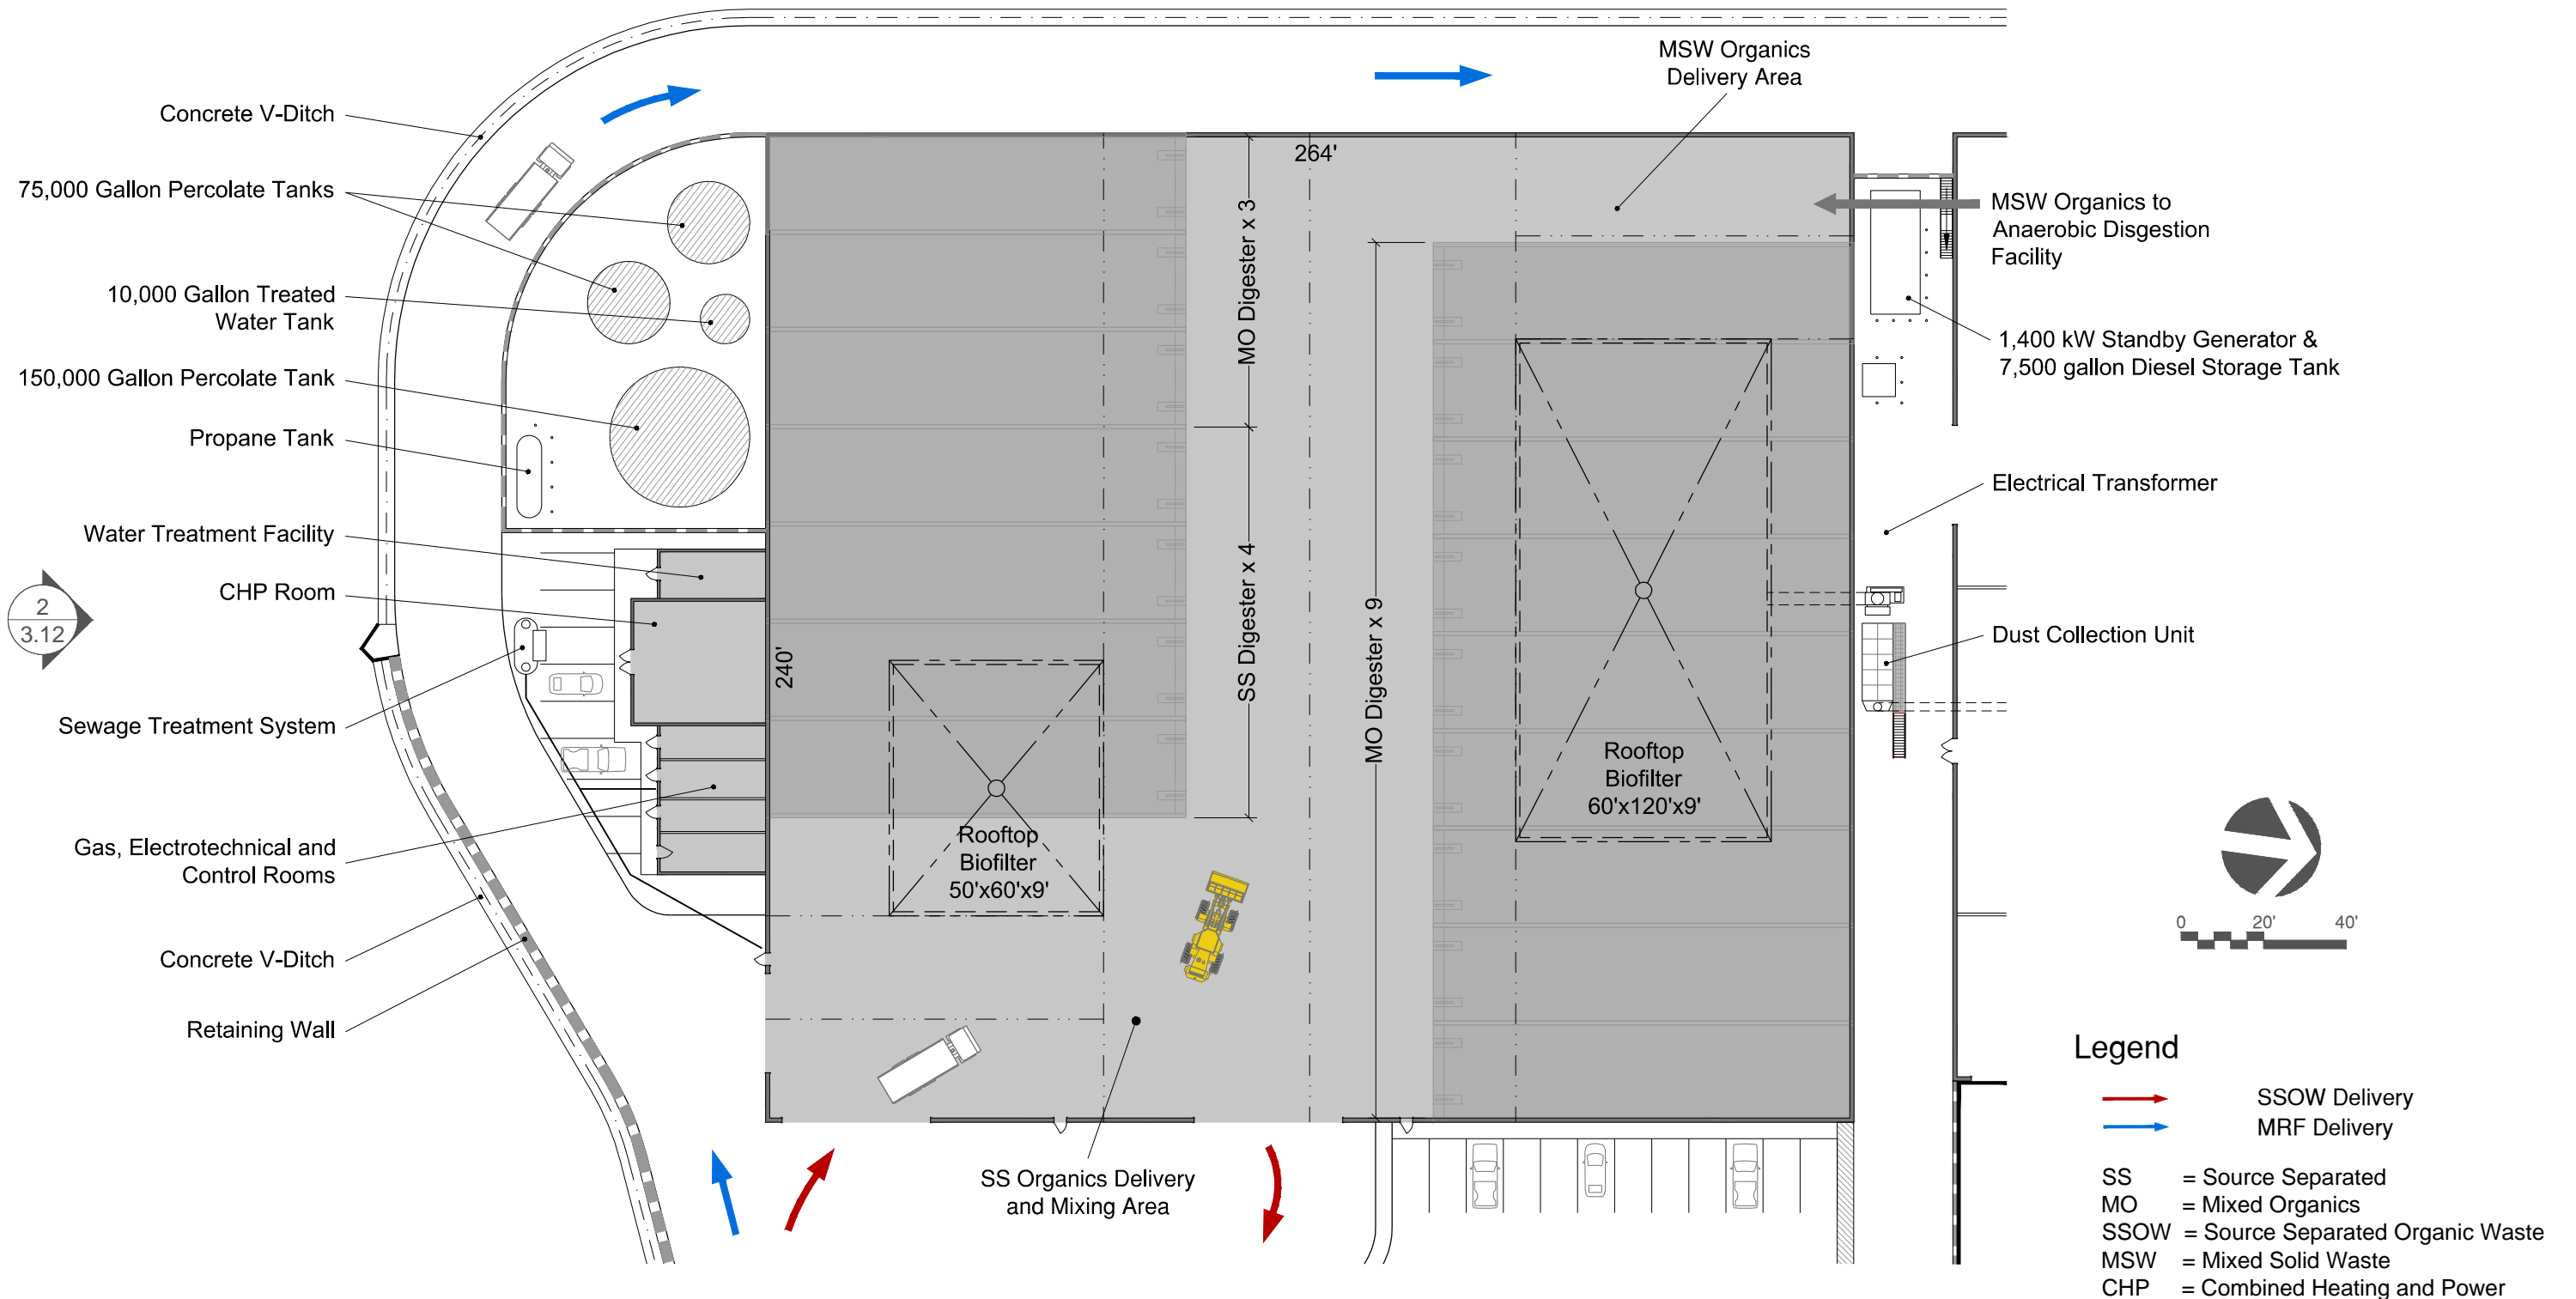 Concrete V-Ditch
75,000 Gallon Percolate Tanks
10,000 Gallon Treated
Water Tank
150,000 Gallon Percolate Tank
Propane Tank
Water Treatment Facility
CHP Room
2
3.12
Sewage Treatment System
Gas, Electrotechnical and
Control Rooms
Concrete V-Ditch
Retaining Wall
MSW Organics
Delivery Area
264'
240'
MO Digester x 3
SS Digester x 4
MO Digester x 9
Rooftop
Biofilter
50'x60'x9'
Rooftop
Biofilter
60'x120'x9'
SS Organics Delivery
and Mixing Area
MSW Organics to
Anaerobic Disgestion
Facility
1,400 kW Standby Generator &
7,500 gallon Diesel Storage Tank
Electrical Transformer
Dust Collection Unit
0 20' 40'
Legend
SSOW Delivery
MRF Delivery
SS = Source Separated
MO = Mixed Organics
SSOW = Source Separated Organic Waste
MSW = Mixed Solid Waste
CHP = Combined Heating and Power